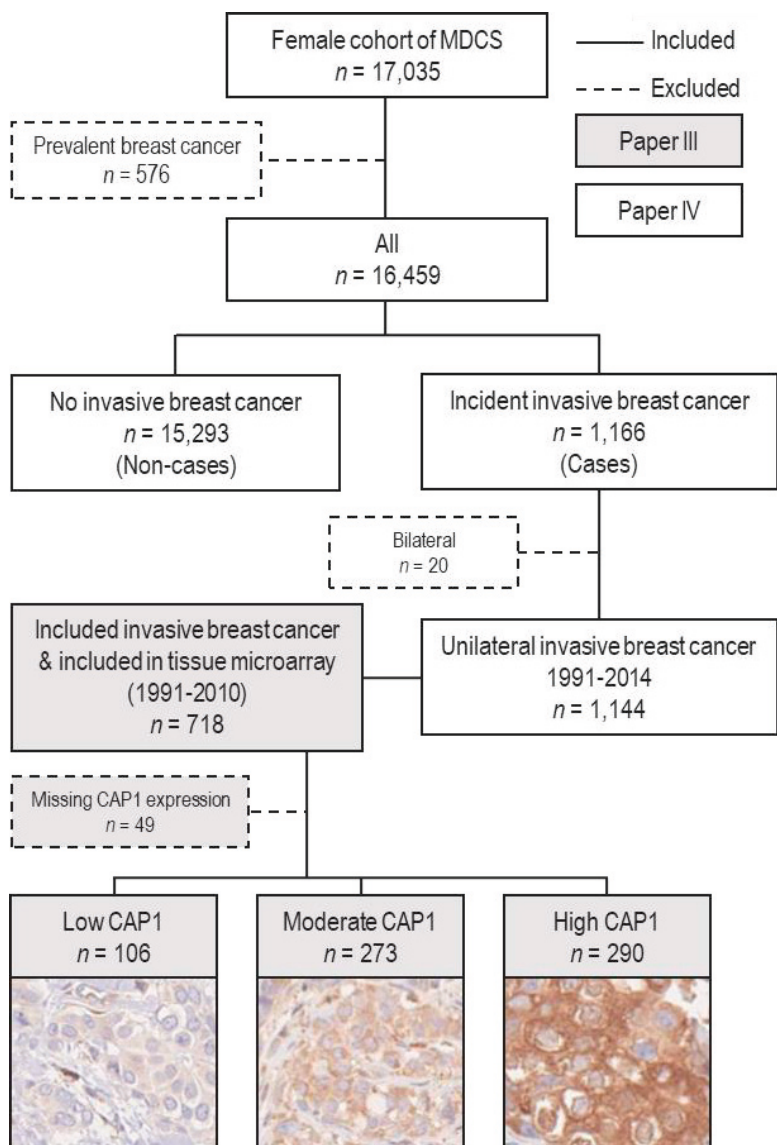 Female cohort of MDCS
n = 17,035
Included
Excluded
Paper III
Paper IV
Prevalent breast cancer
n = 576
All
n = 16,459
No invasive breast cancer
n = 15,293
(Non-cases)
Incident invasive breast cancer
n = 1,166
(Cases)
Bilateral
n = 20
Included invasive breast cancer
& included in tissue microarray
(1991-2010)
n = 718
Unilateral invasive breast cancer
1991-2014
n = 1,144
Missing CAP1 expression
n = 49
Low CAP1
n = 106
Moderate CAP1
n = 273
High CAP1
n = 290